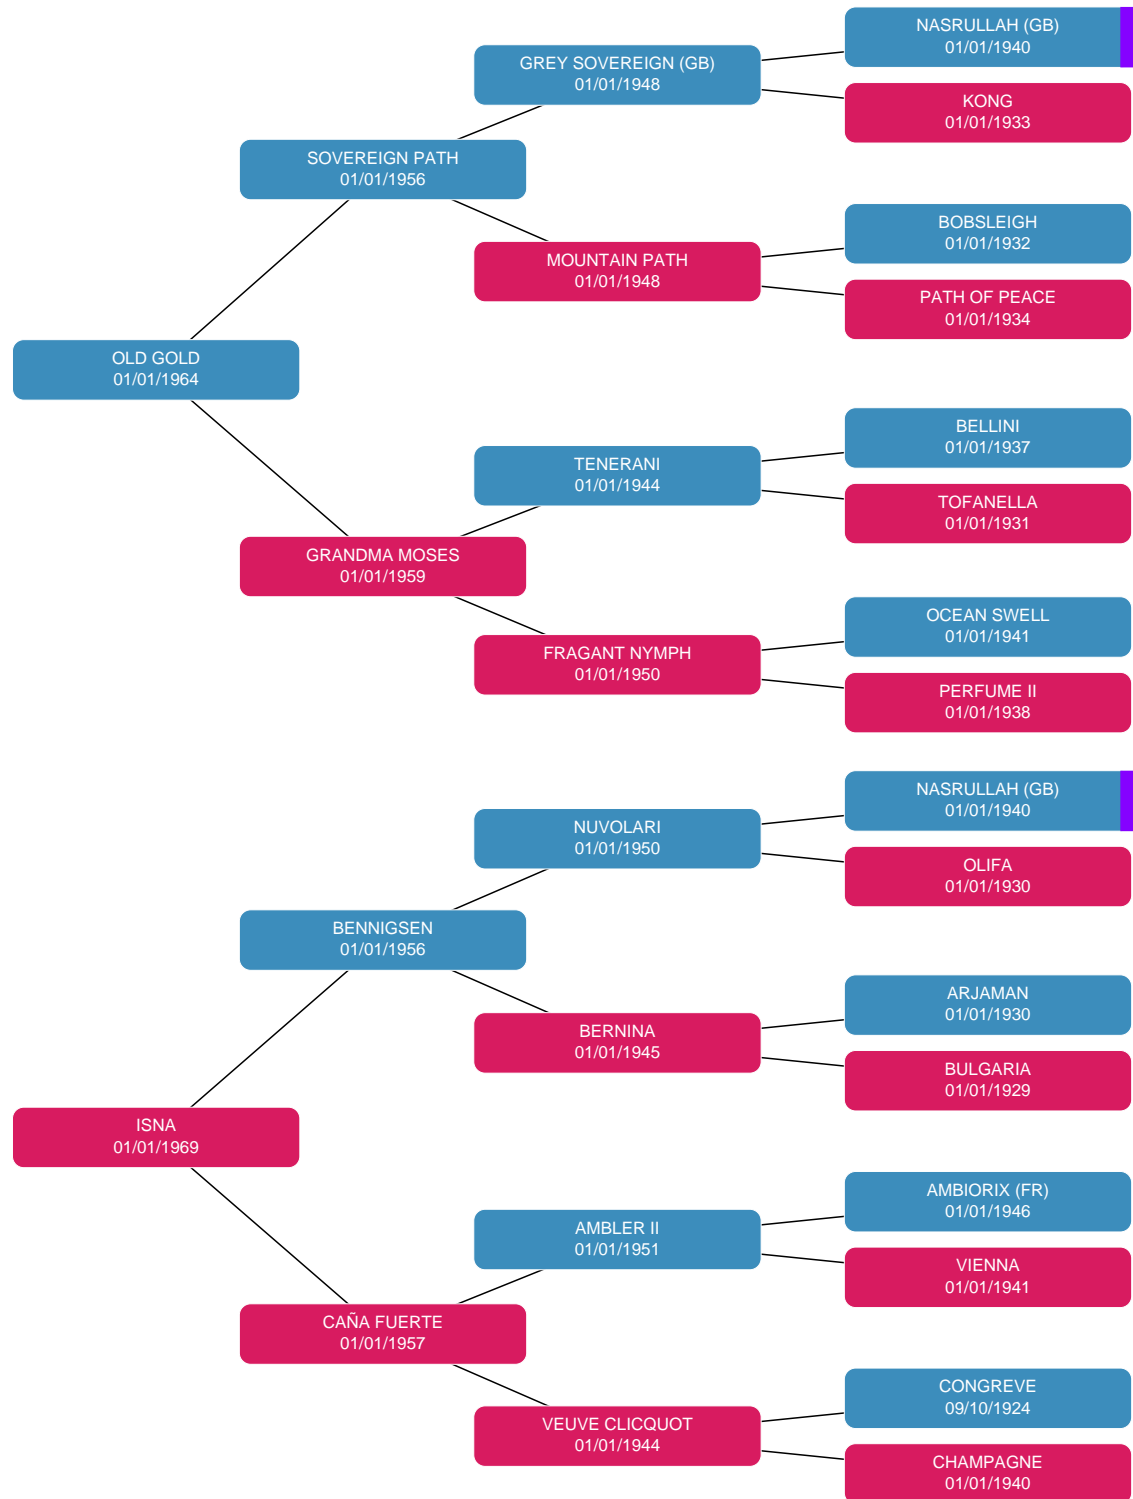 NASRULLAH (GB)
01/01/1940
GREY SOVEREIGN (GB)
01/01/1948
KONG
01/01/1933
SOVEREIGN PATH
01/01/1956
BOBSLEIGH
01/01/1932
MOUNTAIN PATH
01/01/1948
PATH OF PEACE
01/01/1934
OLD GOLD
01/01/1964
BELLINI
01/01/1937
TENERANI
01/01/1944
TOFANELLA
01/01/1931
GRANDMA MOSES
01/01/1959
OCEAN SWELL
01/01/1941
FRAGANT NYMPH
01/01/1950
PERFUME II
01/01/1938
NASRULLAH (GB)
01/01/1940
NUVOLARI
01/01/1950
OLIFA
01/01/1930
BENNIGSEN
01/01/1956
ARJAMAN
01/01/1930
BERNINA
01/01/1945
BULGARIA
01/01/1929
ISNA
01/01/1969
AMBIORIX (FR)
01/01/1946
AMBLER II
01/01/1951
VIENNA
01/01/1941
CAÑA FUERTE
01/01/1957
CONGREVE
09/10/1924
VEUVE CLICQUOT
01/01/1944
CHAMPAGNE
01/01/1940